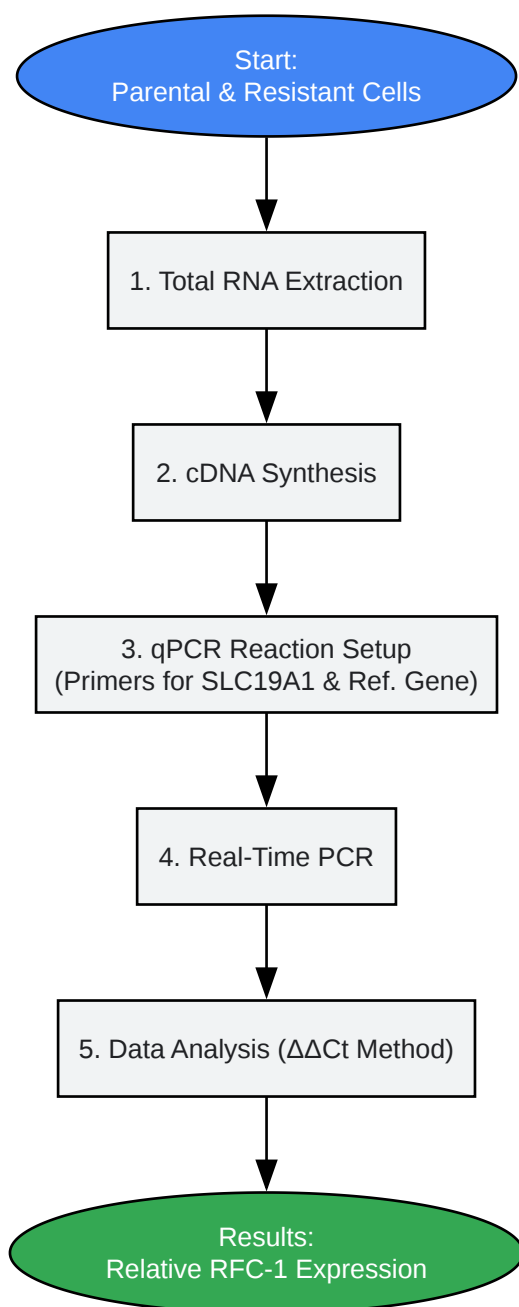 Start:
Parental & Resistant Cells
1. Total RNA Extraction
2. cDNA Synthesis
3. qPCR Reaction Setup
(Primers for SLC19A1 & Ref. Gene)
4. Real-Time PCR
5. Data Analysis (ΔΔCt Method)
Results:
Relative RFC-1 Expression